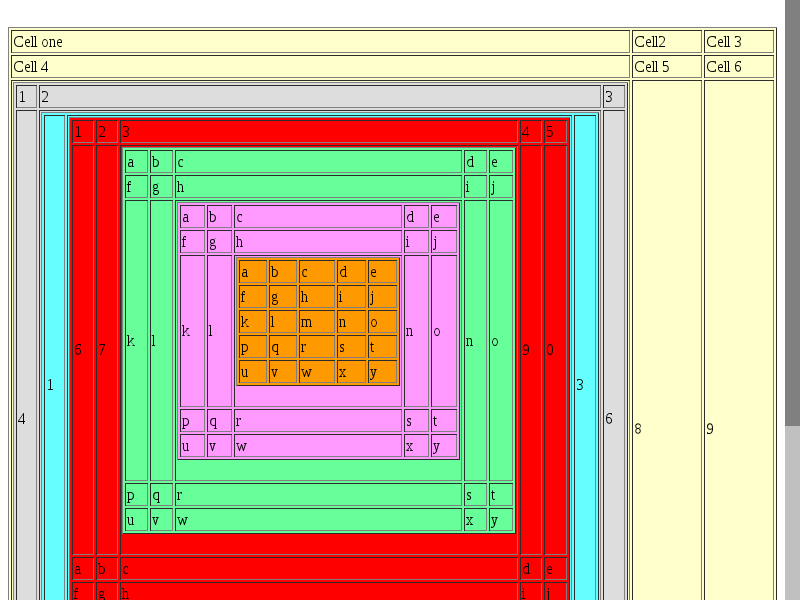 Cell one Cell2 Cell 3
Cell 4 Cell 5 Cell 6
1 2 3
1 2 3 4 5
a b c d e
f g h i j
a b c d e
f g h i j
a b c d e
f g h i j
k l m n o
k l n o
k l n o
6 7 9 0
p q r s t
u v w x y
1 3
4 6
p q r s t
8 9
u v w x y
p q r s t
u v w x y
a b c d e
f g h i j